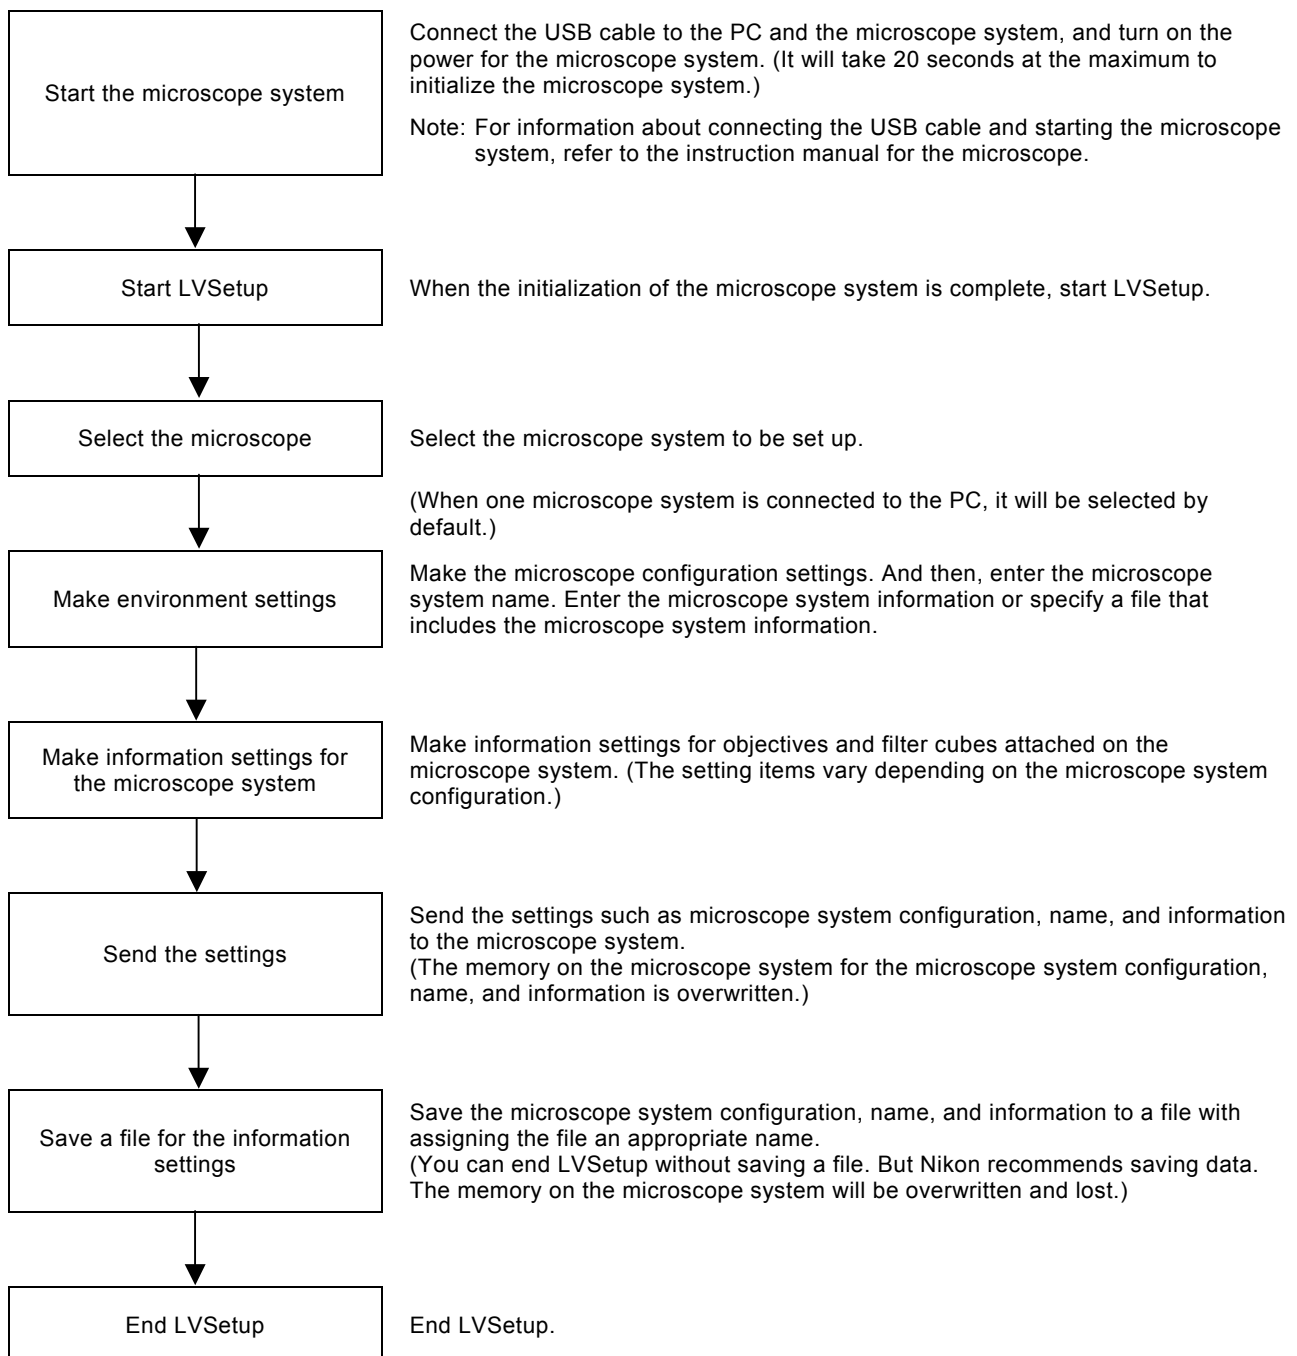 Start the microscope system
Connect the USB cable to the PC and the microscope system, and turn on the
power for the microscope system. (It will take 20 seconds at the maximum to
initialize the microscope system.)
Note: For information about connecting the USB cable and starting the microscope
system, refer to the instruction manual for the microscope.
Start LVSetup
When the initialization of the microscope system is complete, start LVSetup.
Select the microscope
Select the microscope system to be set up.
(When one microscope system is connected to the PC, it will be selected by
default.)
Make environment settings
Make the microscope configuration settings. And then, enter the microscope
system name. Enter the microscope system information or specify a file that
includes the microscope system information.
Make information settings for
the microscope system
Make information settings for objectives and filter cubes attached on the
microscope system. (The setting items vary depending on the microscope system
configuration.)
Send the settings
Send the settings such as microscope system configuration, name, and information
to the microscope system.
(The memory on the microscope system for the microscope system configuration,
name, and information is overwritten.)
Save a file for the information
settings
Save the microscope system configuration, name, and information to a file with
assigning the file an appropriate name.
(You can end LVSetup without saving a file. But Nikon recommends saving data.
The memory on the microscope system will be overwritten and lost.)
End LVSetup
End LVSetup.